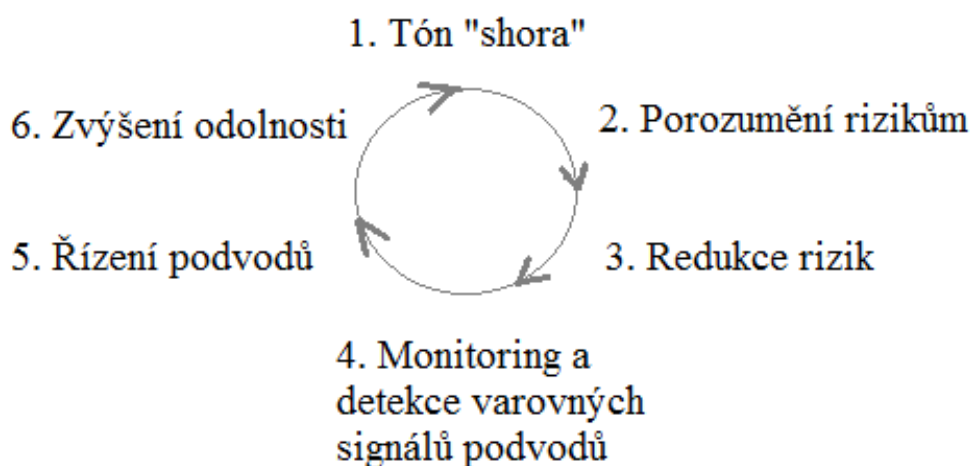 1. Tón "shora"
2. Porozumění rizikům
3. Redukce rizik
4. Monitoring a
detekce varovných
signálů podvodů
5. Řízení podvodů
6. Zvýšení odolnosti